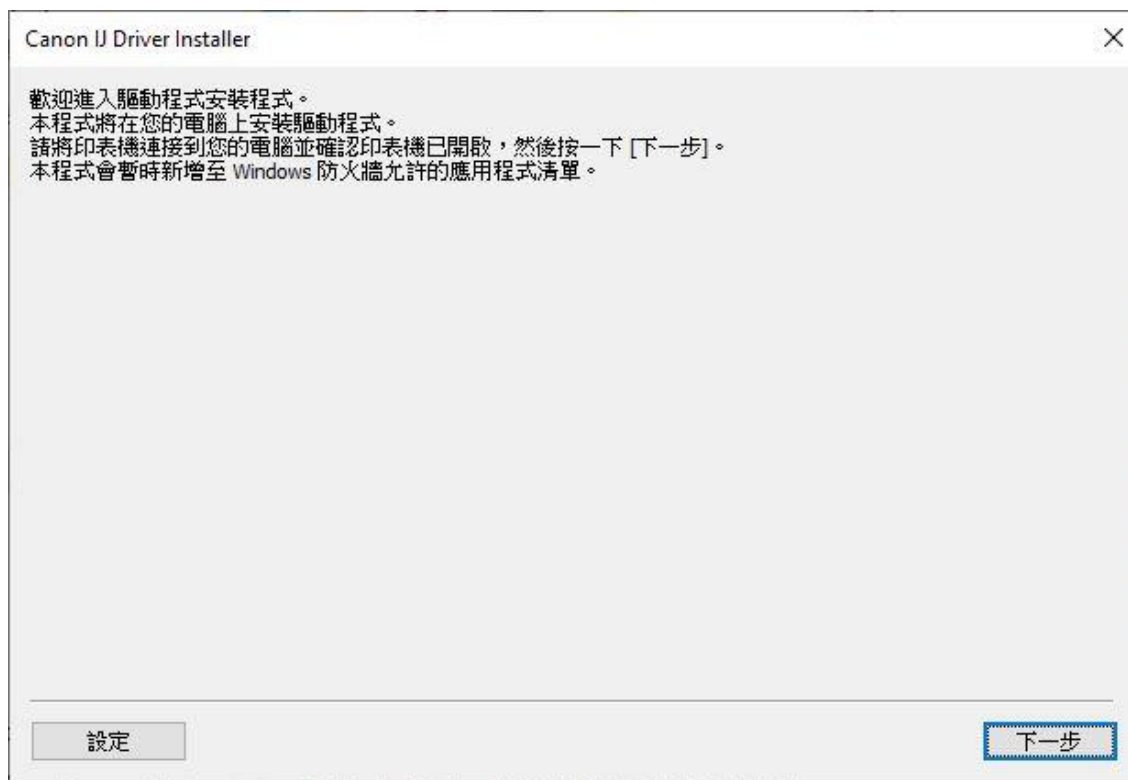 Canon IJ Driver Installer
歡迎進入驅動程式安裝程式。
本程式將在您的電腦上安裝驅動程式。
請將印表機連接到您的電腦並確認印表機已開啟，然後按一下 [下一步]。
本程式會暫時新增至 Windows 防火牆允許的應用程式清單。
設定
下一步